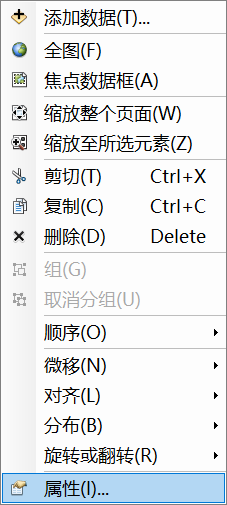 添加数据(T)...
全图(F)
焦点数据框(A)
缩放整个页面(W)
缩放至所选元素(Z)
剪切(T) Ctrl+X
复制(C) Ctrl+C
删除(D) Delete
组(G)
取消分组(U)
顺序(O)
微移(N)
对齐(L)
分布(B)
旋转或翻转(R)
属性(I)...